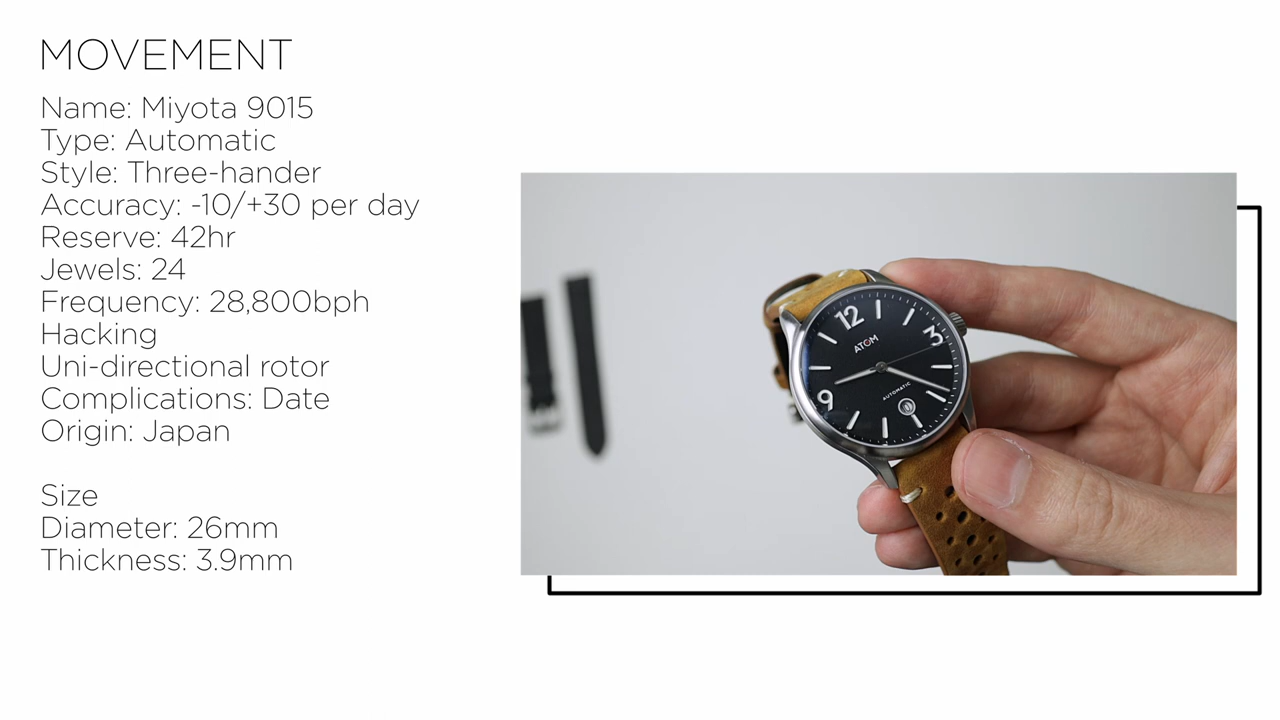 MOVEMENT
Name: Miyota 9015
Type: Automatic
Style: Three-hander
Accuracy: -10/+30 per day
Reserve: 42hr
Jewels: 24
Frequency: 28,800bph
Hacking
Uni-directional rotor
Complications: Date
Origin: Japan
Size
Diameter: 26mm
Thickness: 3.9mm
12
3
ATOM
9
AUTOMATIC